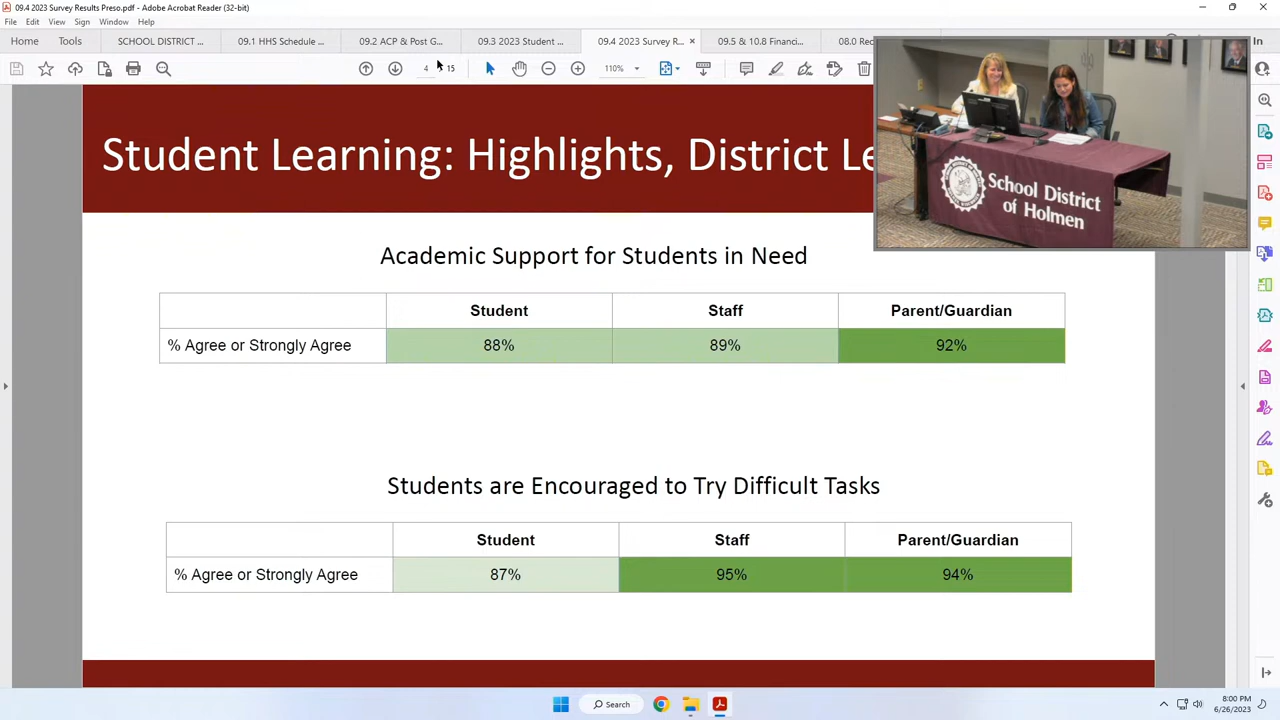 09.4 2023 Survey Results Preso.pdf - Adobe Acrobat Reader (32-bit)
File Edit View Sign Window Help
Home Tools SCHOOL DISTRICT ... 09.1 HHS Schedule ... 09.2 ACP & Post G... 09.3 2023 Student ... 09.4 2023 Survey R... × 09.5 & 10.8 Financi... 08.0 Rec In
4 15 110%
Student Learning: Highlights, District Le
School District
of Holmen
Academic Support for Students in Need
Student Staff Parent/Guardian
% Agree or Strongly Agree 88% 89% 92%
Students are Encouraged to Try Difficult Tasks
Student Staff Parent/Guardian
% Agree or Strongly Agree 87% 95% 94%
Search
8:00 PM
6/26/2023